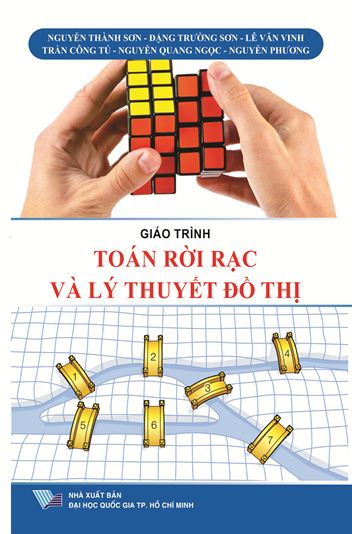 NGUYỄN THÀNH SƠN - ĐẶNG TRƯỜNG SƠN - LÊ VĂN VINH
TRẦN CÔNG TÚ - NGUYỄN QUANG NGỌC - NGUYỄN PHƯƠNG
GIÁO TRÌNH
TOÁN RỜI RẠC
VÀ LÝ THUYẾT ĐỒ THỊ
1
2
3
4
5
6
7
NHÀ XUẤT BẢN
ĐẠI HỌC QUỐC GIA TP. HỒ CHÍ MINH